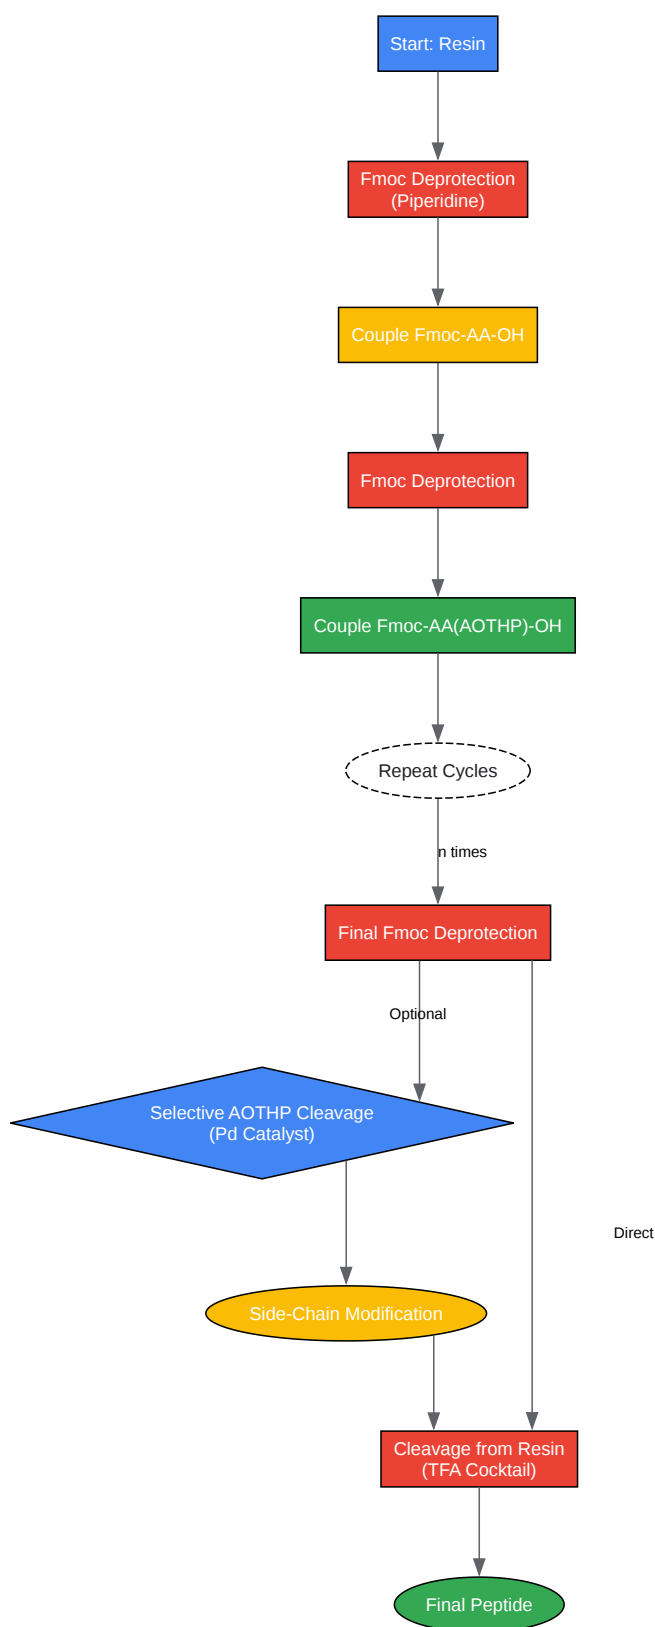 Start: Resin
Fmoc Deprotection
(Piperidine)
Couple Fmoc-AA-OH
Fmoc Deprotection
Couple Fmoc-AA(AOTHP)-OH
Repeat Cycles
n times
Final Fmoc Deprotection
Optional
Selective AOTHP Cleavage
(Pd Catalyst)
Direct
Side-Chain Modification
Cleavage from Resin
(TFA Cocktail)
Final Peptide